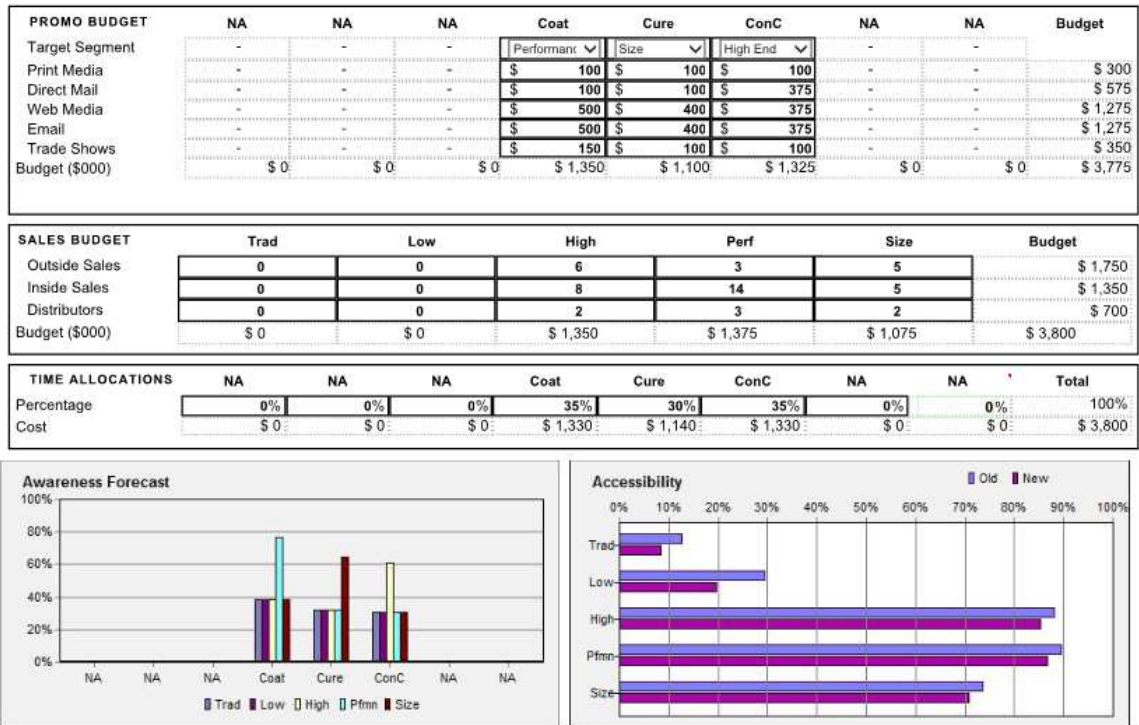 PROMO BUDGET NA NA NA Coat Cure ConC NA NA Budget
Target Segment - - - Performanc Size High End - -
Print Media - - - $ 100 $ 100 $ 100 - - $ 300
Direct Mail - - - $ 100 $ 100 $ 375 - - $ 575
Web Media - - - $ 500 $ 400 $ 375 - - $ 1,275
Email - - - $ 500 $ 400 $ 375 - - $ 1,275
Trade Shows - - - $ 150 $ 100 $ 100 - - $ 350
Budget ($000) $ 0 $ 0 $ 0 $ 1,350 $ 1,100 $ 1,325 $ 0 $ 0 $ 3,775
SALES BUDGET Trad Low High Perf Size Budget
Outside Sales 0 0 6 3 5 $ 1,750
Inside Sales 0 0 8 14 5 $ 1,350
Distributors 0 0 2 3 2 $ 700
Budget ($000) $ 0 $ 0 $ 1,350 $ 1,375 $ 1,075 $ 3,800
TIME ALLOCATIONS NA NA NA Coat Cure ConC NA NA Total
Percentage 0% 0% 0% 35% 30% 35% 0% 0% 100%
Cost $ 0 $ 0 $ 0 $ 1,330 $ 1,140 $ 1,330 $ 0 $ 0 $ 3,800
Awareness Forecast
100%
80%
60%
40%
20%
0%
NA NA NA Coat Cure ConC NA NA
Trad Low High Pfmn Size
Accessibility Old New
0% 10% 20% 30% 40% 50% 60% 70% 80% 90% 100%
Trad
Low
High
Pfmn
Size